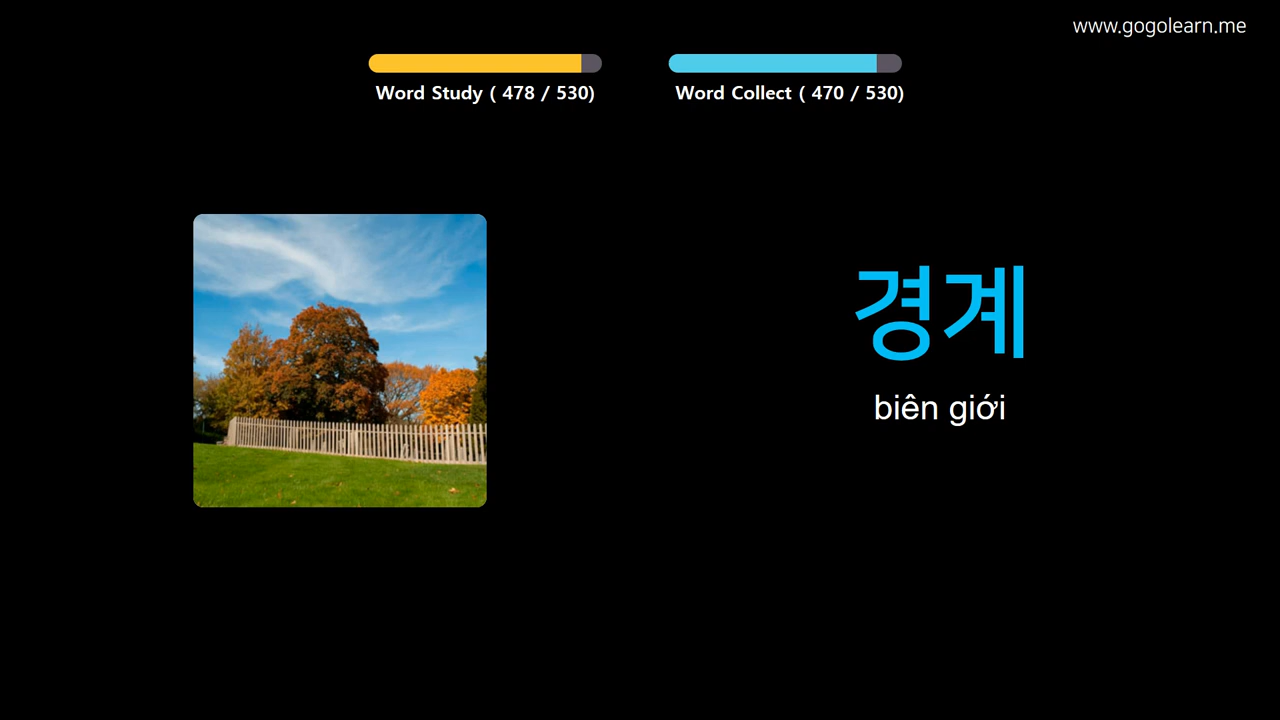 www.gogolearn.me
Word Study ( 478 / 530)
Word Collect ( 470 / 530)
경계
biên giới